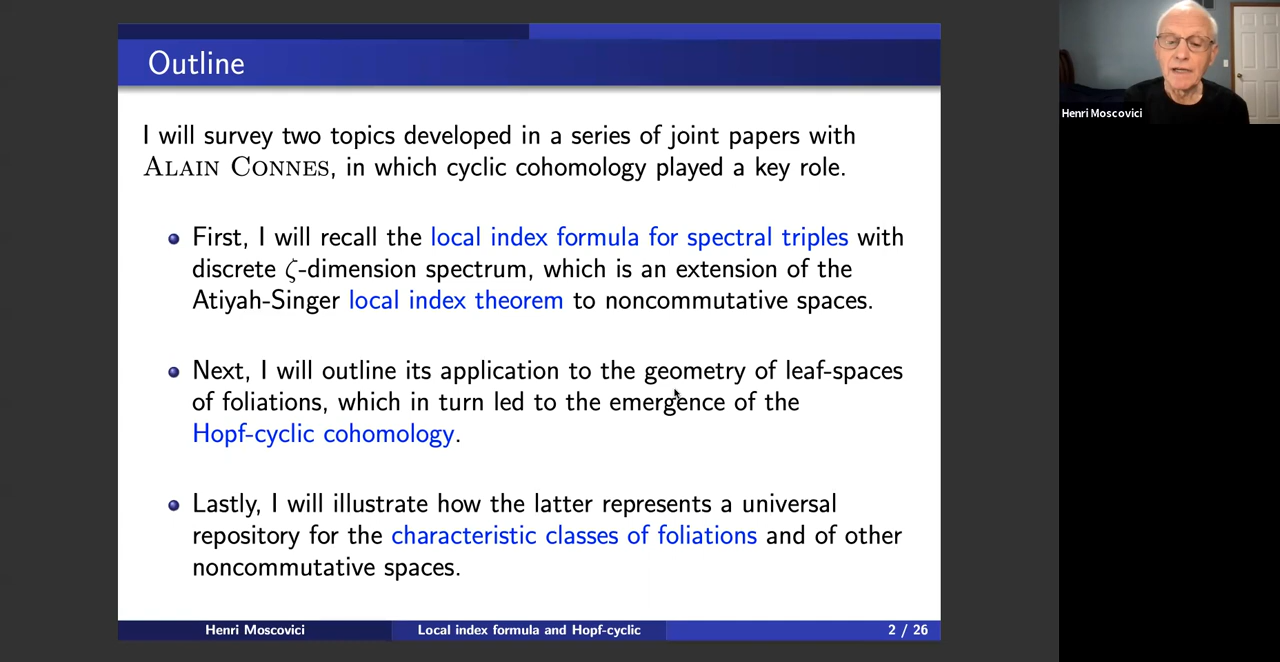 Outline
I will survey two topics developed in a series of joint papers with
ALAIN CONNES, in which cyclic cohomology played a key role.
First, I will recall the local index formula for spectral triples with
discrete ζ-dimension spectrum, which is an extension of the
Atiyah-Singer local index theorem to noncommutative spaces.
Next, I will outline its application to the geometry of leaf-spaces
of foliations, which in turn led to the emergence of the
Hopf-cyclic cohomology.
Lastly, I will illustrate how the latter represents a universal
repository for the characteristic classes of foliations and of other
noncommutative spaces.
Henri Moscovici Local index formula and Hopf-cyclic 2 / 26
Henri Moscovici